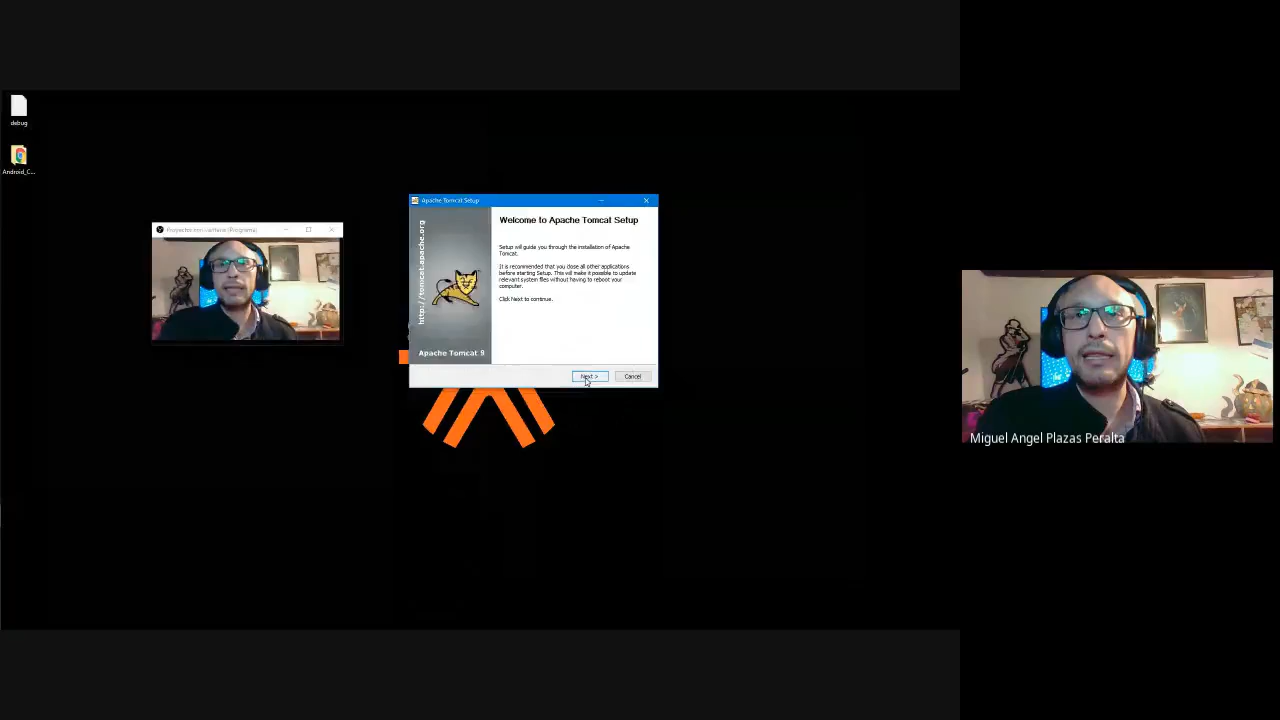 debug
Android_C...
Apache Tomcat Setup
Welcome to Apache Tomcat Setup
Setup will guide you through the installation of Apache
Tomcat.
It is recommended that you close all other applications
before starting Setup. This will make it possible to update
relevant system files without having to reboot your
computer.
Click Next to continue.
http://tomcat.apache.org
Apache Tomcat 9
Next >
Cancel
Miguel Angel Plazas Peralta